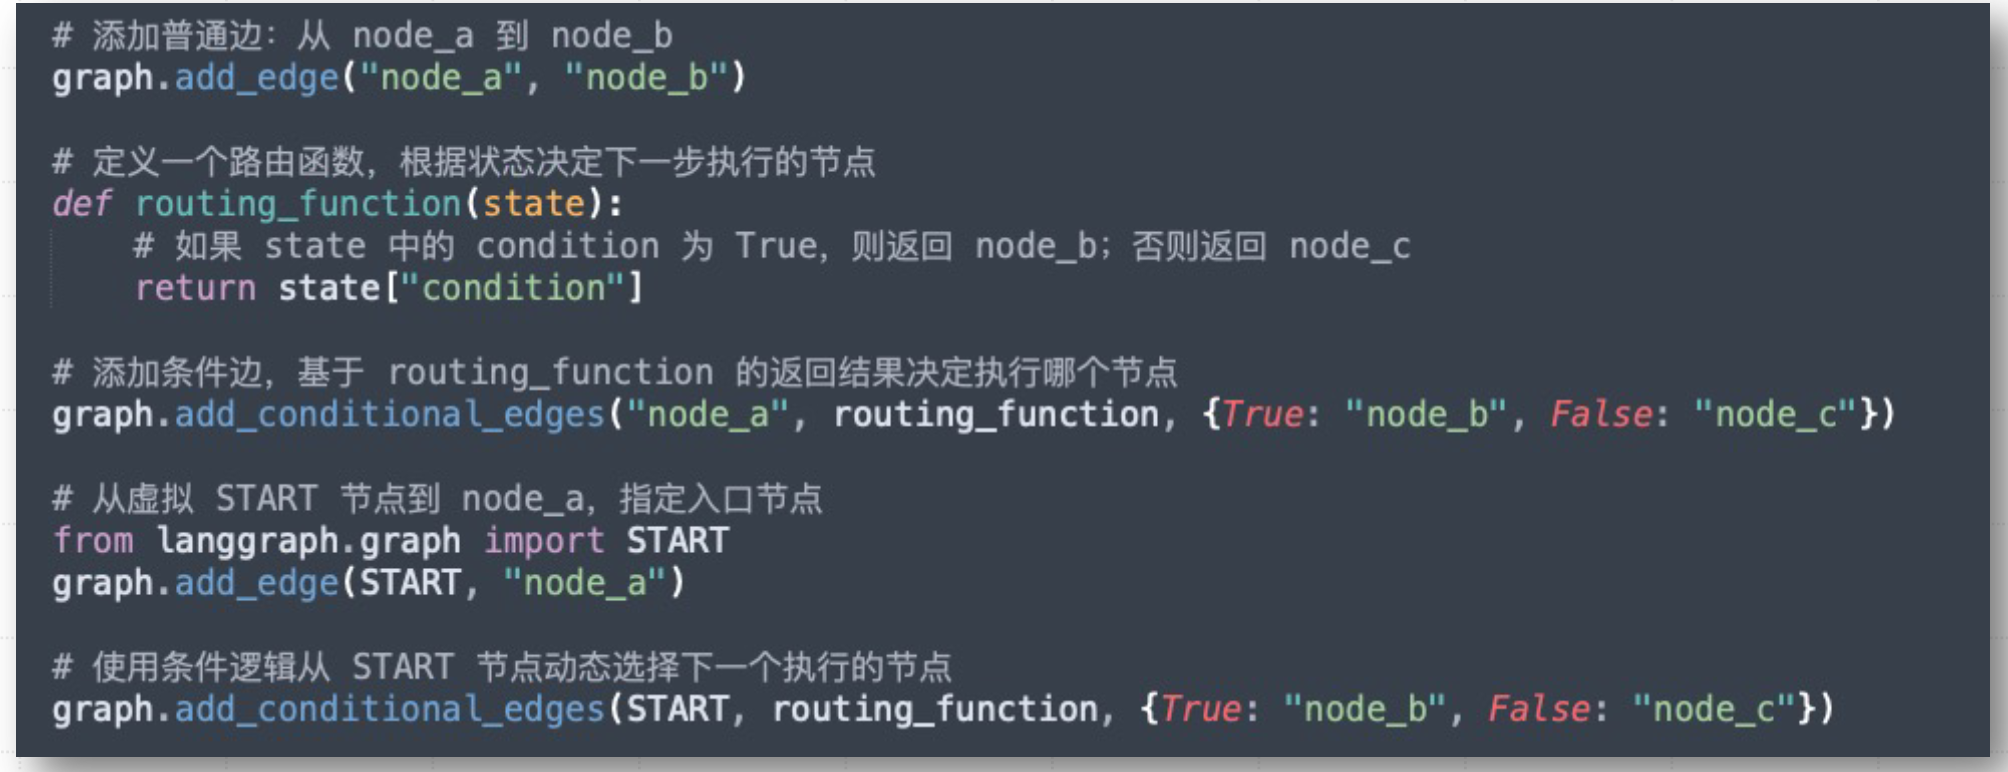 # 添加普通边：从 node_a 到 node_b
graph.add_edge("node_a", "node_b")
# 定义一个路由函数，根据状态决定下一步执行的节点
def routing_function(state):
    # 如果 state 中的 condition 为 True，则返回 node_b；否则返回 node_c
    return state["condition"]
# 添加条件边，基于 routing_function 的返回结果决定执行哪个节点
graph.add_conditional_edges("node_a", routing_function, {True: "node_b", False: "node_c"})
# 从虚拟 START 节点到 node_a，指定入口节点
from langgraph.graph import START
graph.add_edge(START, "node_a")
# 使用条件逻辑从 START 节点动态选择下一个执行的节点
graph.add_conditional_edges(START, routing_function, {True: "node_b", False: "node_c"})